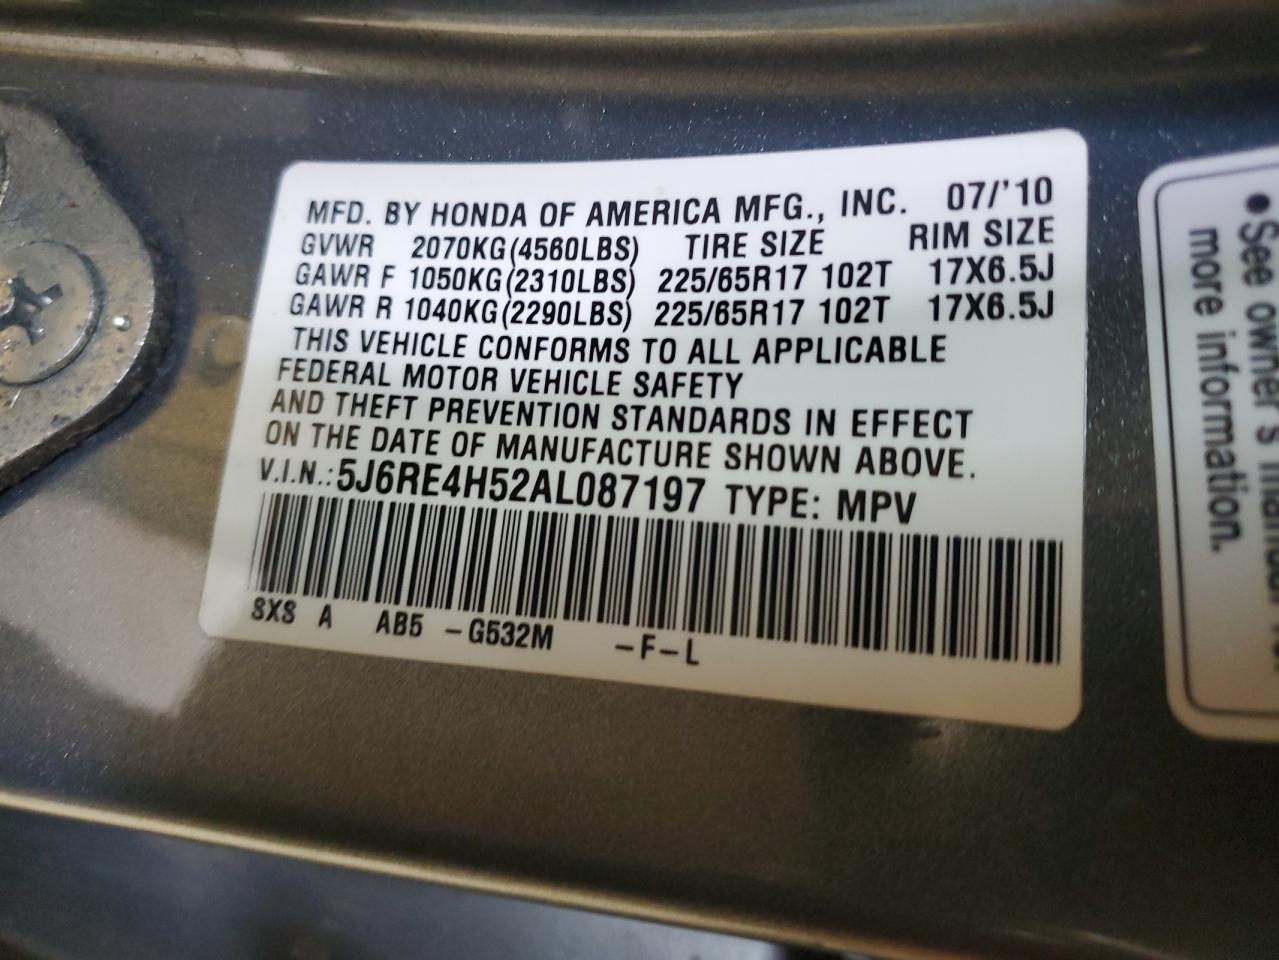 MFD. BY HONDA OF AMERICA MFG., INC. 07/'10
GVWR 2070KG(4560LBS) TIRE SIZE RIM SIZE
GAWR F 1050KG(2310LBS) 225/65R17 102T 17X6.5J
GAWR R 1040KG(2290LBS) 225/65R17 102T 17X6.5J
THIS VEHICLE CONFORMS TO ALL APPLICABLE
FEDERAL MOTOR VEHICLE SAFETY
AND THEFT PREVENTION STANDARDS IN EFFECT
ON THE DATE OF MANUFACTURE SHOWN ABOVE.
V.I.N.: 5J6RE4H52AL087197 TYPE: MPV
SXS A AB5 -G532M -F-L
•See owner's manual
more information.